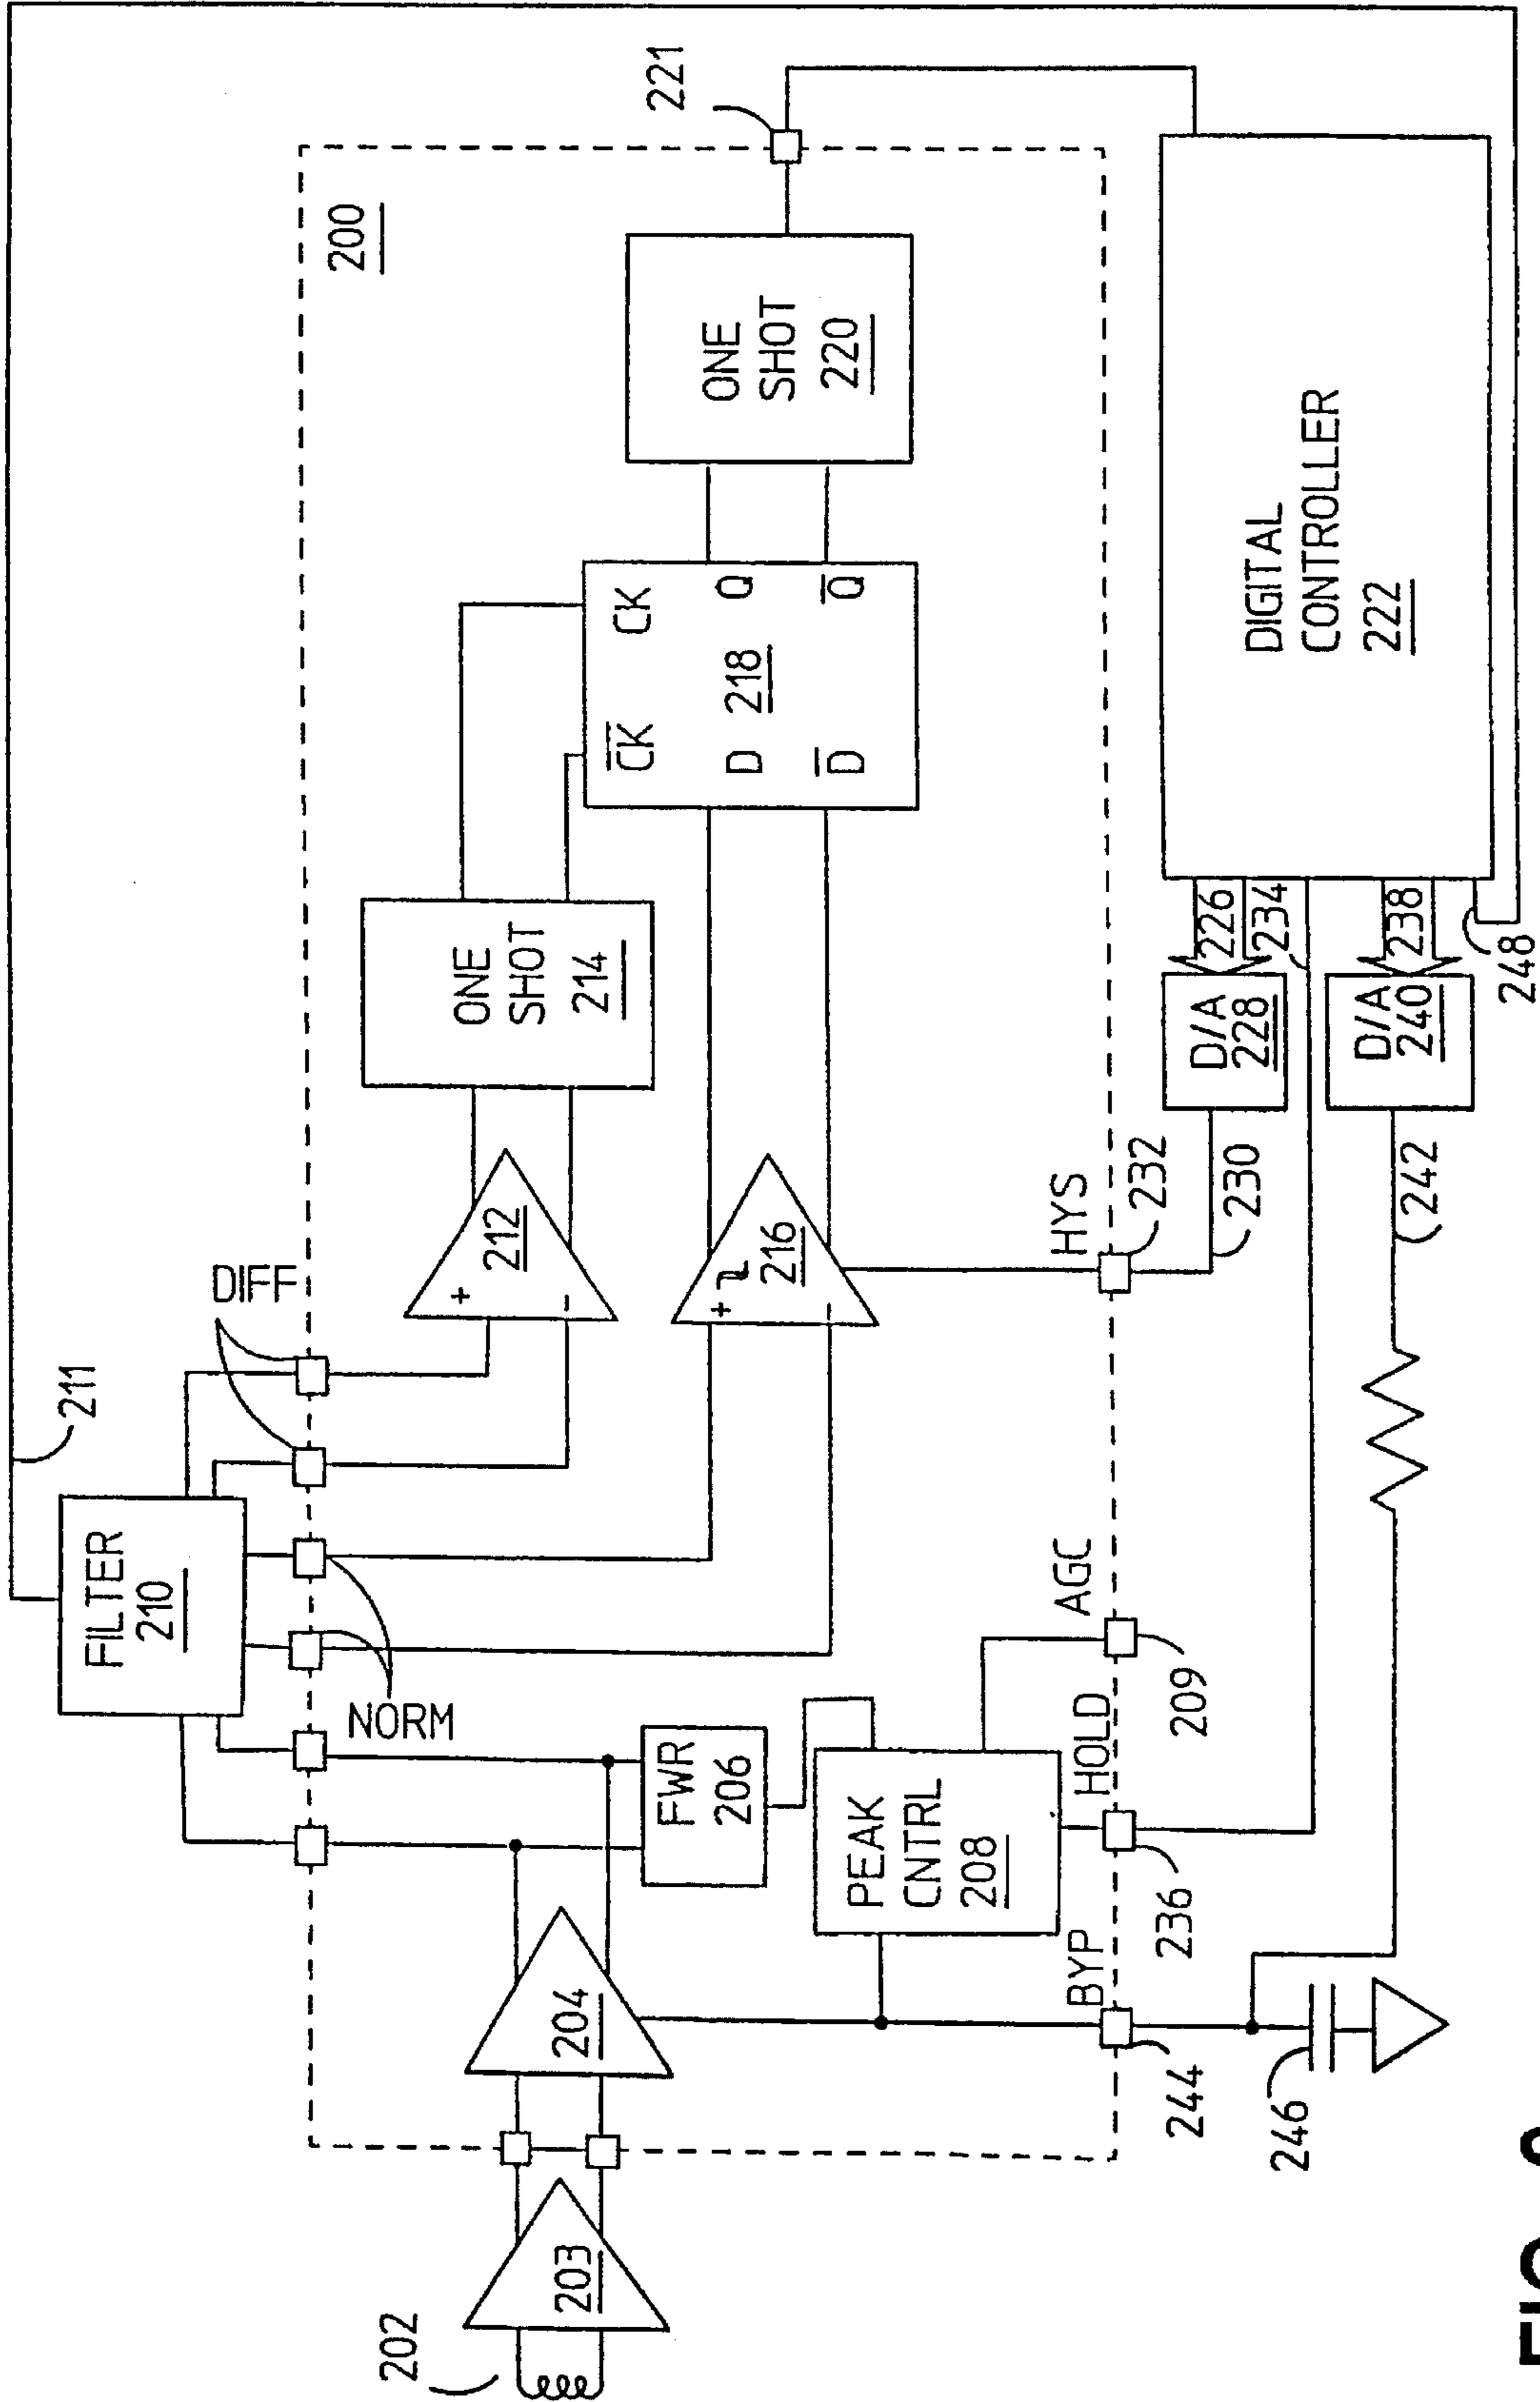 211
FILTER
210
DIFF
NORM
200
221
ONE
SHOT
214
+
212
-
ONE
SHOT
220
CK
CK
D
218
Q
D
Q
+
216
-
FWR
206
PEAK
CNTRL
208
202
203
204
BYP
HOLD
AGC
HYS
244
236
209
232
246
230
242
D/A
228
D/A
240
226
234
238
248
DIGITAL
CONTROLLER
222